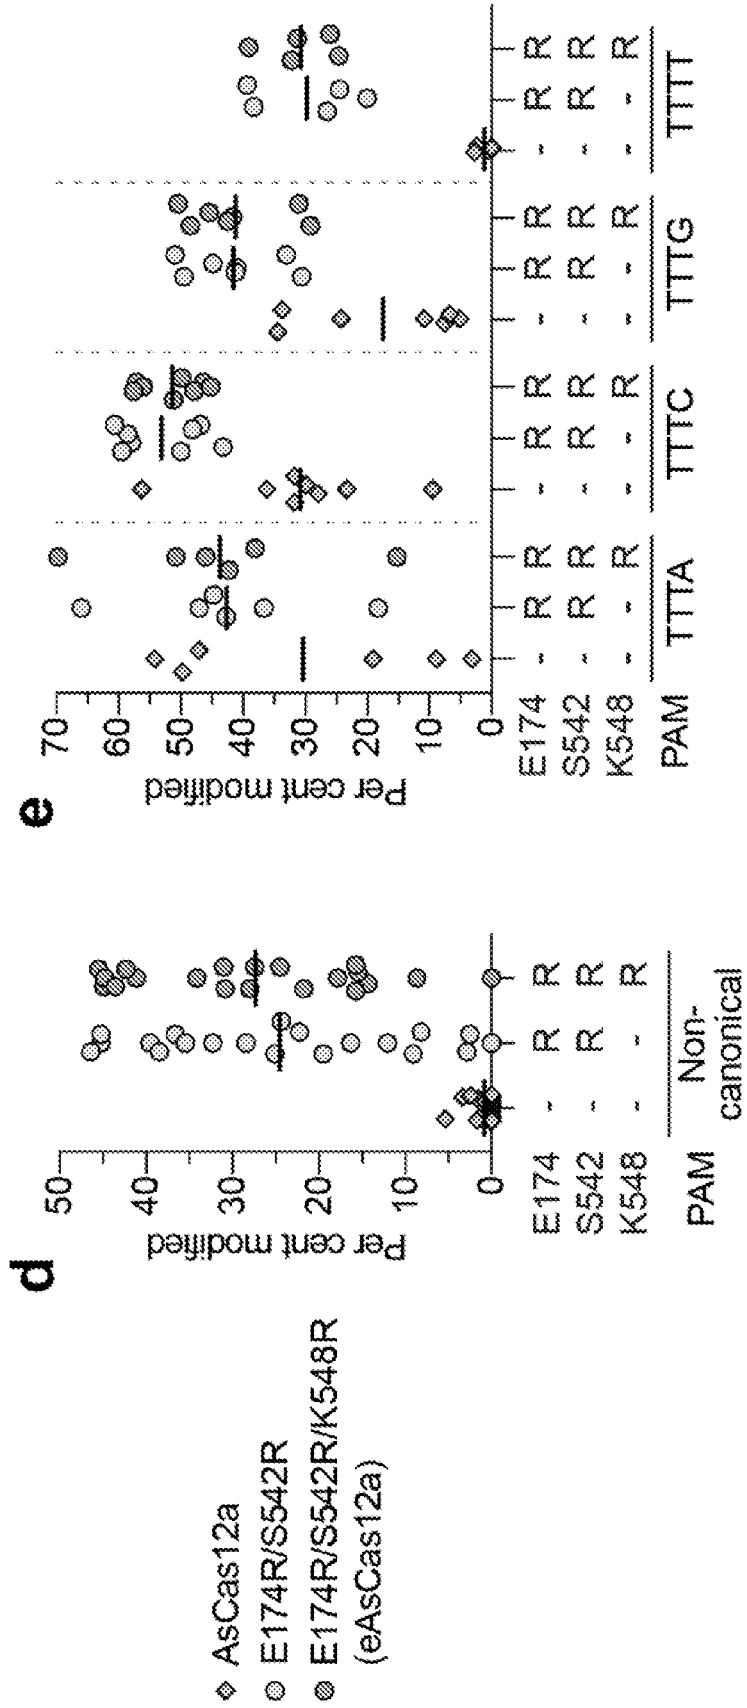 AsCas12a
E174R/S542R
E174R/S542R/K548R
(eAsCas12a)
d
Per cent modified
50
40
30
20
10
0
E174 - R R
S542 - R R
K548 - - R
PAM Non-
canonical
e
Per cent modified
70
60
50
40
30
20
10
0
E174 - R R - R R - R R - R R
S542 - R R - R R - R R - R R
K548 - - R - - R - - R - - R
PAM TTTA TTTC TTTG TTTT